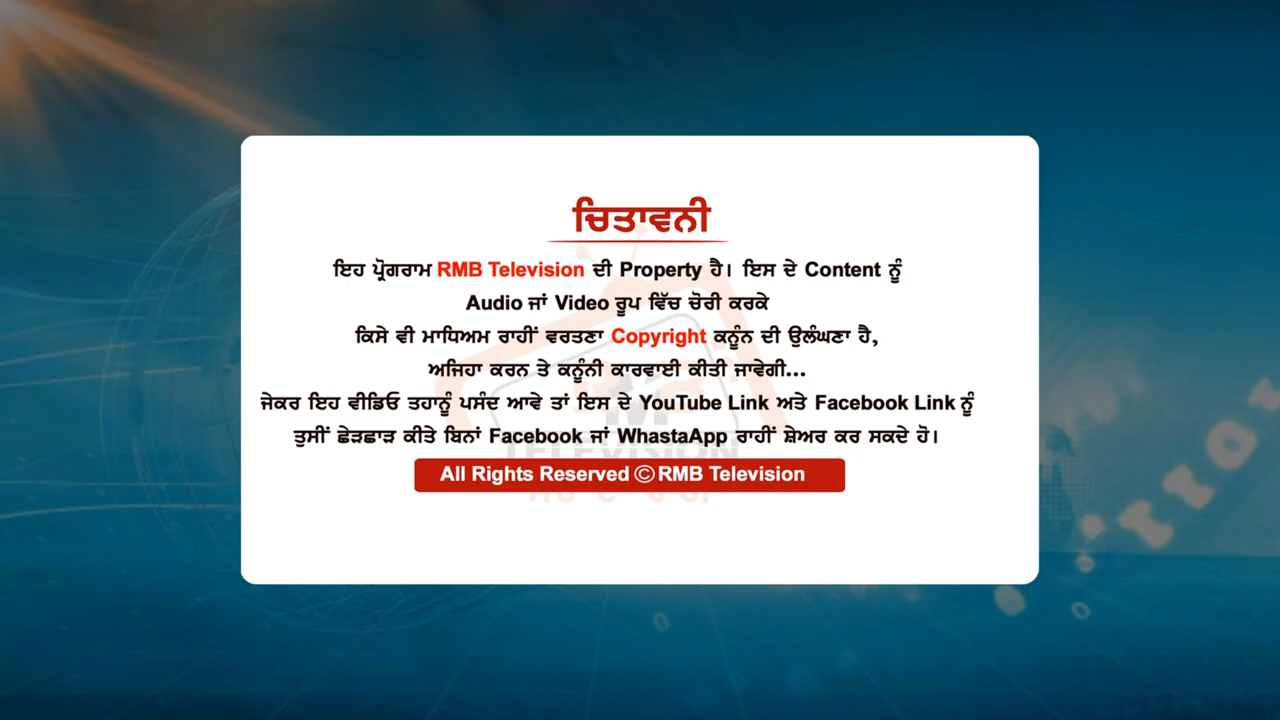 ਚਿਤਾਵਨੀ
ਇਹ ਪ੍ਰੋਗਰਾਮ RMB Television ਦੀ Property ਹੈ। ਇਸ ਦੇ Content ਨੂੰ
Audio ਜਾਂ Video ਰੂਪ ਵਿੱਚ ਚੋਰੀ ਕਰਕੇ
ਕਿਸੇ ਵੀ ਮਾਧਿਅਮ ਰਾਹੀਂ ਵਰਤਣਾ Copyright ਕਨੂੰਨ ਦੀ ਉਲੰਘਣਾ ਹੈ,
ਅਜਿਹਾ ਕਰਨ ਤੇ ਕਨੂੰਨੀ ਕਾਰਵਾਈ ਕੀਤੀ ਜਾਵੇਗੀ...
ਜੇਕਰ ਇਹ ਵੀਡਿਓ ਤਹਾਨੂੰ ਪਸੰਦ ਆਵੇ ਤਾਂ ਇਸ ਦੇ YouTube Link ਅਤੇ Facebook Link ਨੂੰ
ਤੁਸੀਂ ਛੇੜਛਾੜ ਕੀਤੇ ਬਿਨਾਂ Facebook ਜਾਂ WhastaApp ਰਾਹੀਂ ਸ਼ੇਅਰ ਕਰ ਸਕਦੇ ਹੋ।
TELEVISION
All Rights Reserved © RMB Television